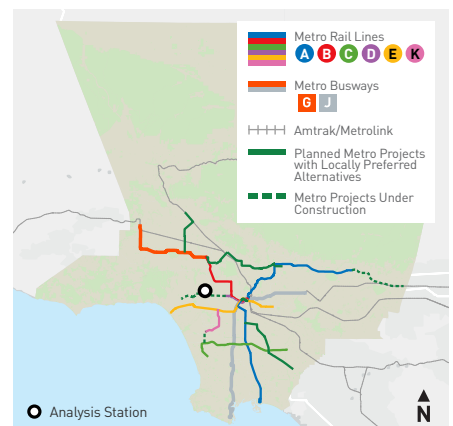 Metro Rail Lines
A B C D E K
Metro Busways
G J
Amtrak/Metrolink
Planned Metro Projects
with Locally Preferred
Alternatives
Metro Projects Under
Construction
Analysis Station
N